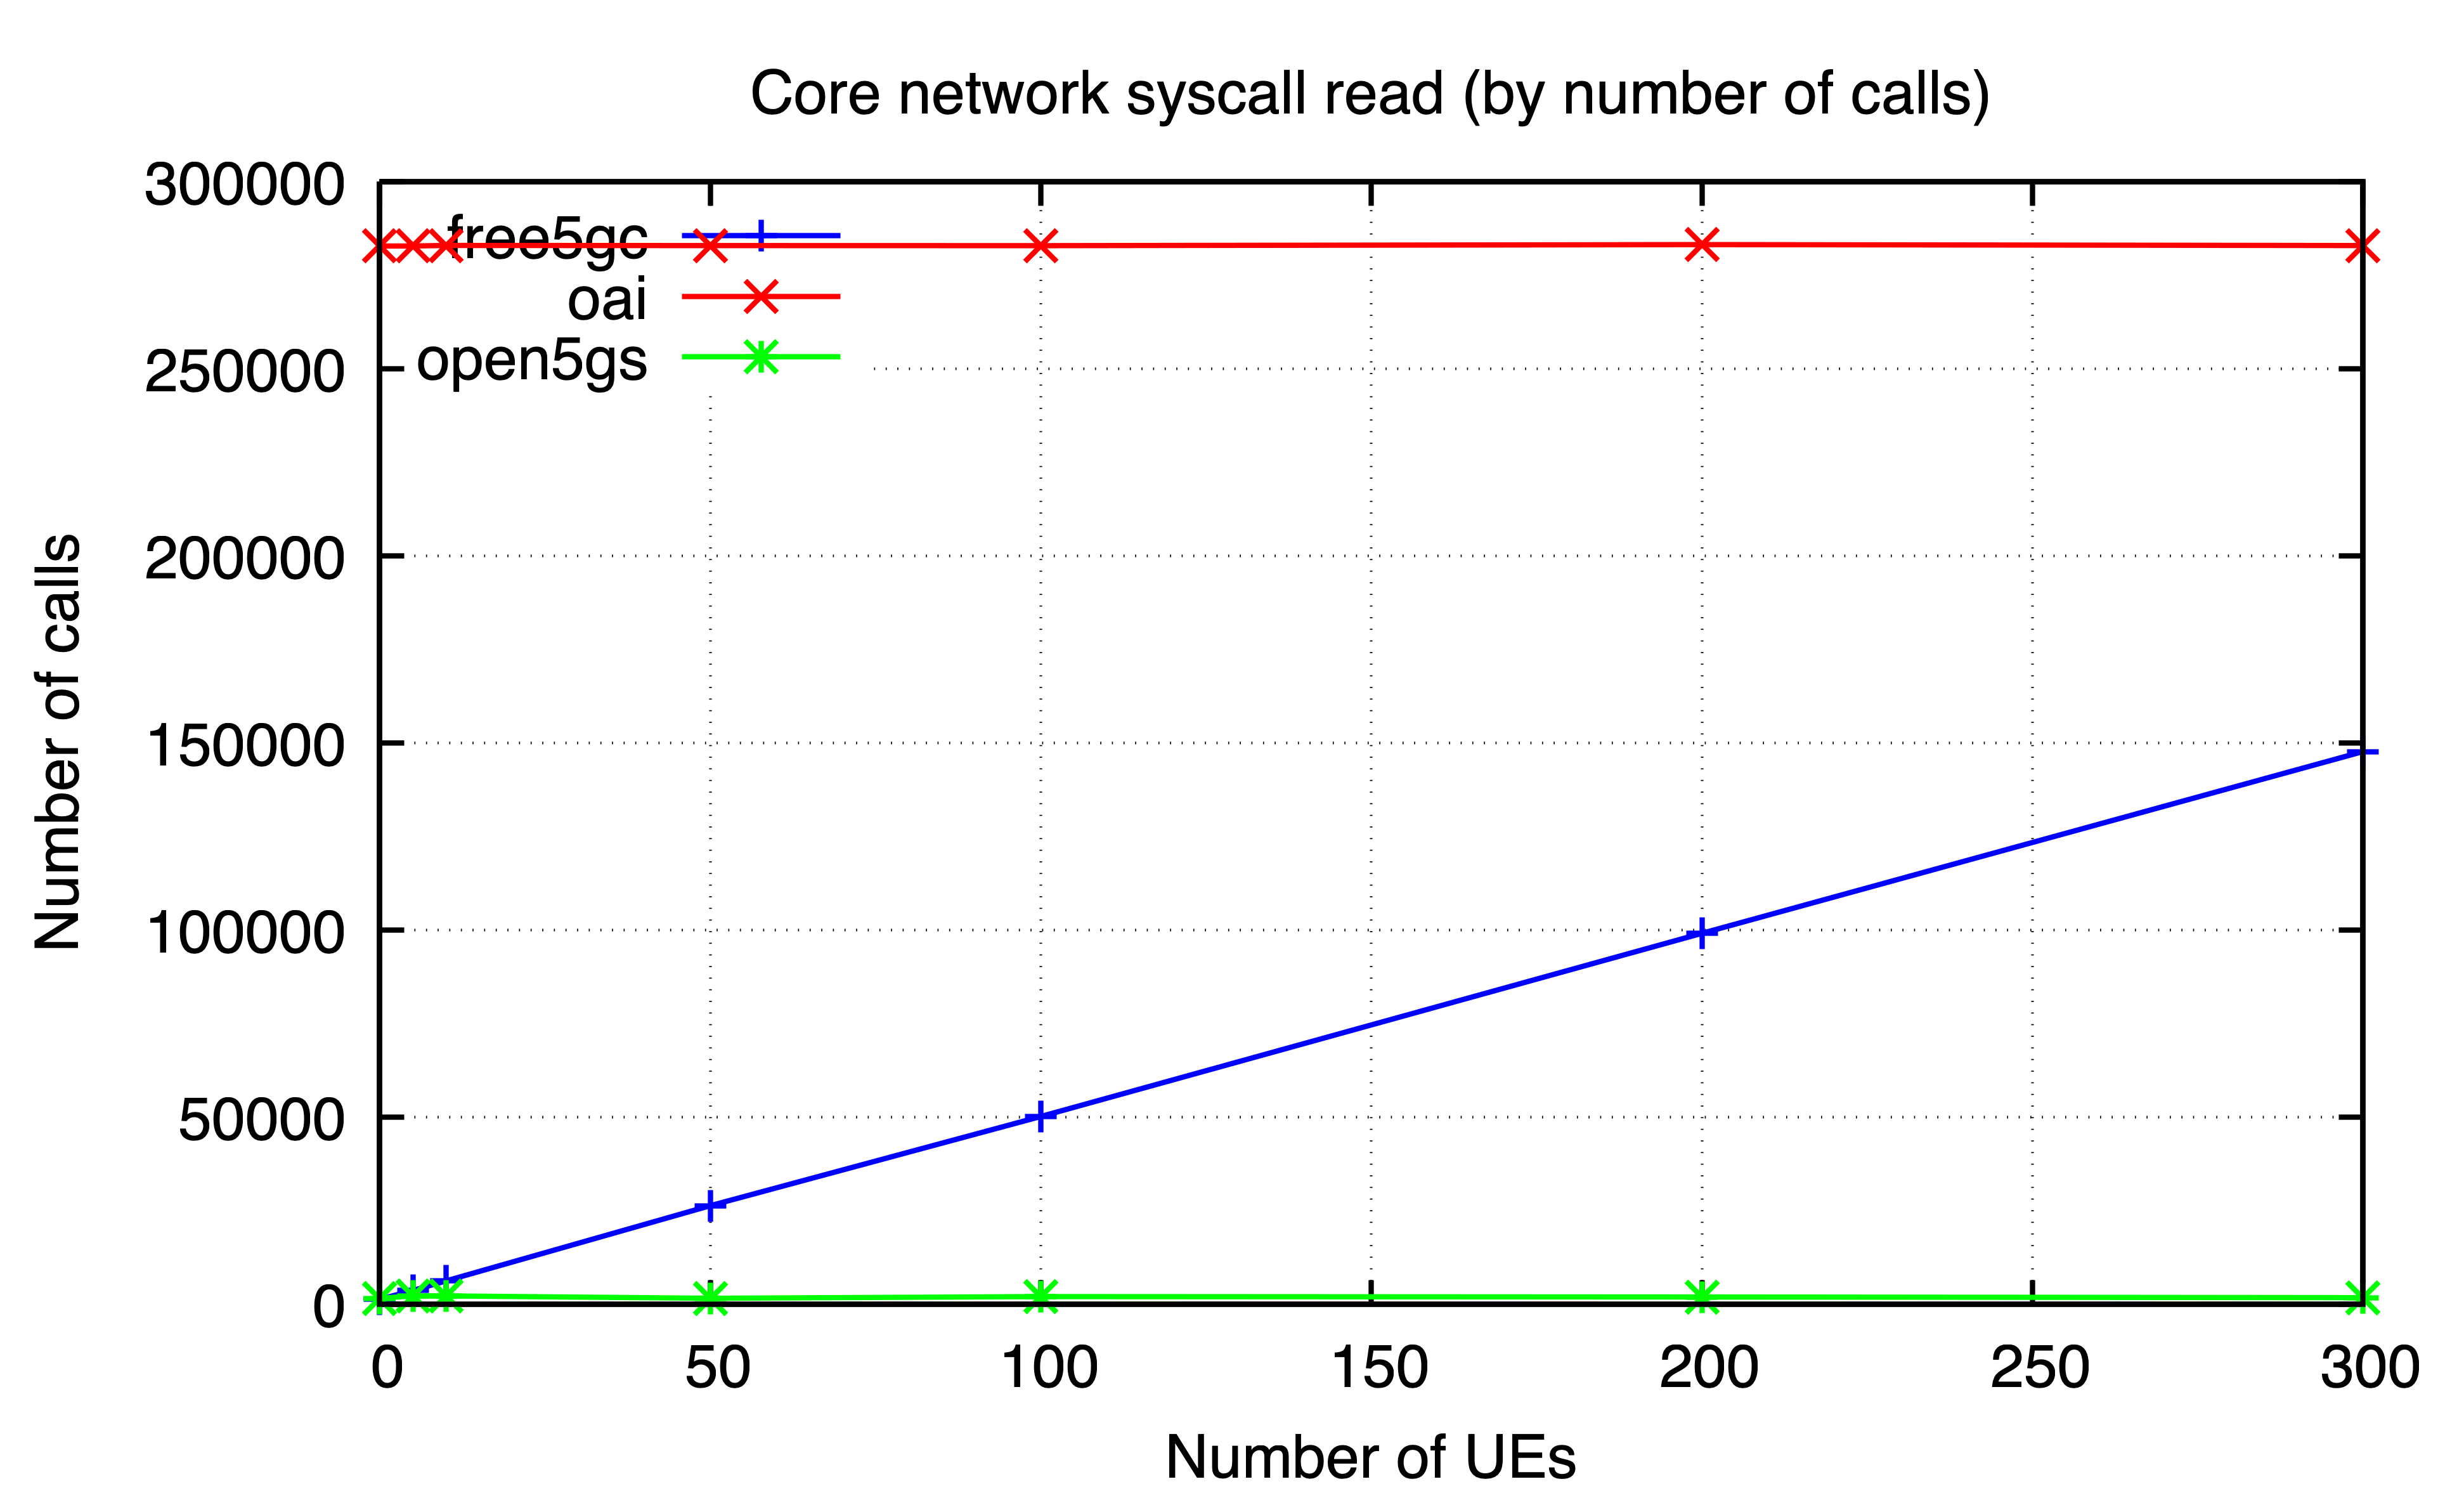 Core network syscall read (by number of calls)
300000
free5gc
oai
open5gs
250000
200000
150000
100000
50000
0
Number of calls
0 50 100 150 200 250 300
Number of UEs